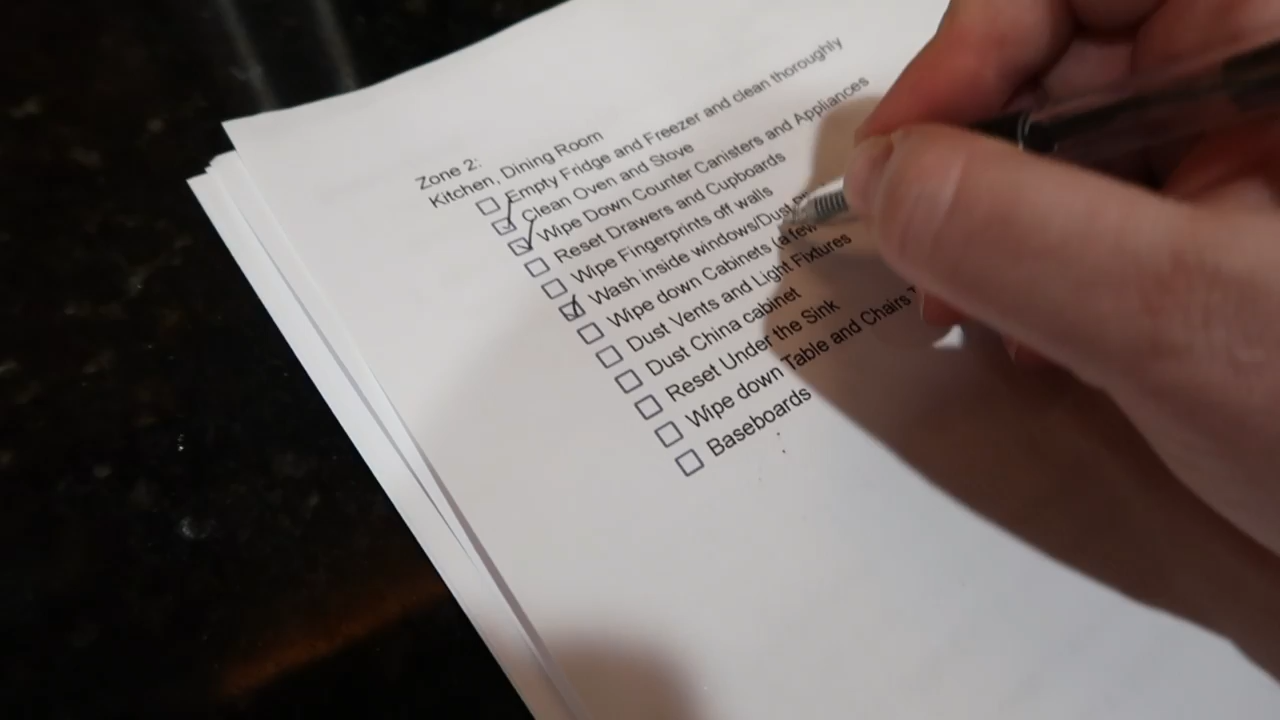 Zone 2:
Kitchen, Dining Room
Empty Fridge and Freezer and clean thoroughly
Clean Oven and Stove
Wipe Down Counter Canisters and Appliances
Reset Drawers and Cupboards
Wipe Fingerprints off walls
Wash inside windows/Dust
Wipe down Cabinets (a few
Dust Vents and Light Fixtures
Dust China cabinet
Reset Under the Sink
Wipe down Table and Chairs
Baseboards